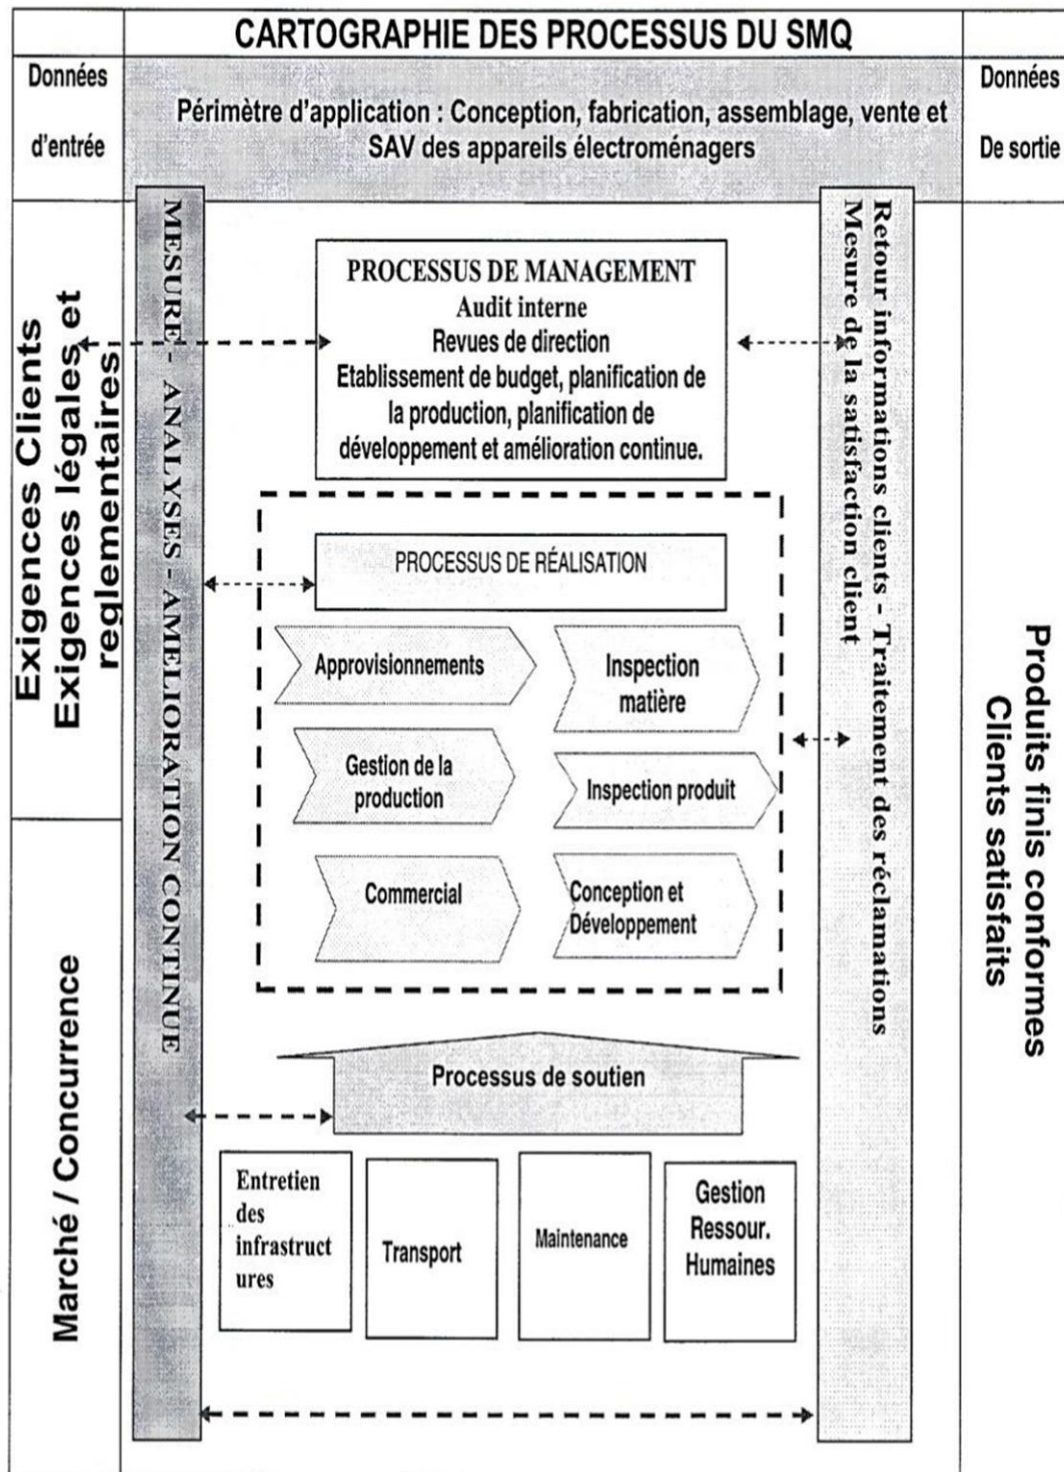 CARTOGRAPHIE DES PROCESSUS DU SMQ
Données
d'entrée
Périmètre d'application : Conception, fabrication, assemblage, vente et
SAV des appareils électroménagers
Données
De sortie
Exigences Clients
Exigences légales et
reglementaires
Marché / Concurrence
MESURE - ANALYSES - AMELIORATION CONTINUE
PROCESSUS DE MANAGEMENT
Audit interne
Revues de direction
Etablissement de budget, planification de
la production, planification de
développement et amélioration continue.
PROCESSUS DE RÉALISATION
Approvisionnements
Inspection
matière
Gestion de la
production
Inspection produit
Commercial
Conception et
Développement
Processus de soutien
Entretien
des
infrastruct
ures
Transport
Maintenance
Gestion
Ressour.
Humaines
Retour informations clients - Traitement des réclamations
Mesure de la satisfaction client
Produits finis conformes
Clients satisfaits